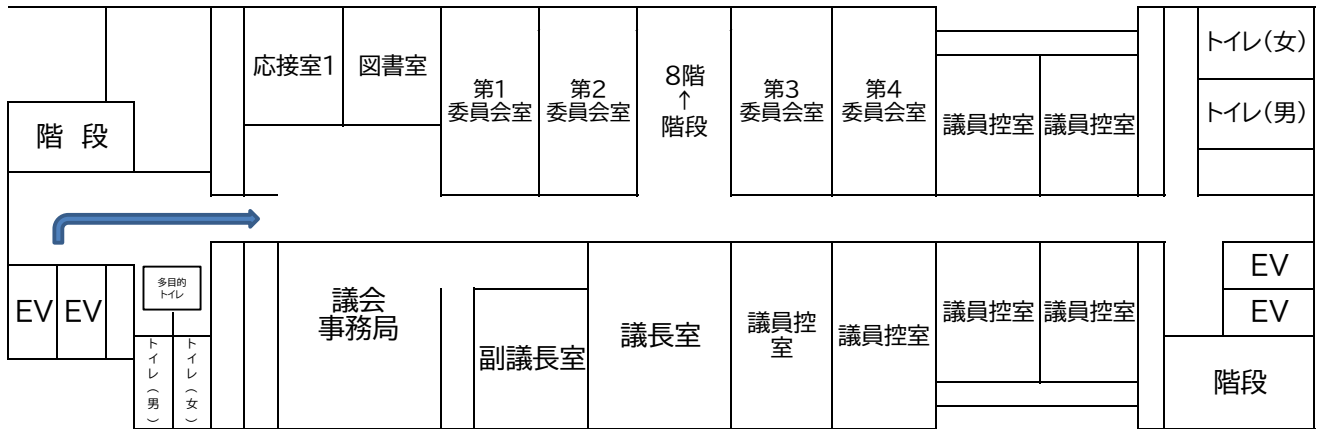 階 段
応接室1
図書室
第1
委員会室
第2
委員会室
8階
↑
階段
第3
委員会室
第4
委員会室
議員控室
議員控室
トイレ(女)
トイレ(男)
EV
EV
多目的
トイレ
トイレ(男)
トイレ(女)
議会
事務局
副議長室
議長室
議員控
室
議員控室
議員控室
議員控室
EV
EV
階段